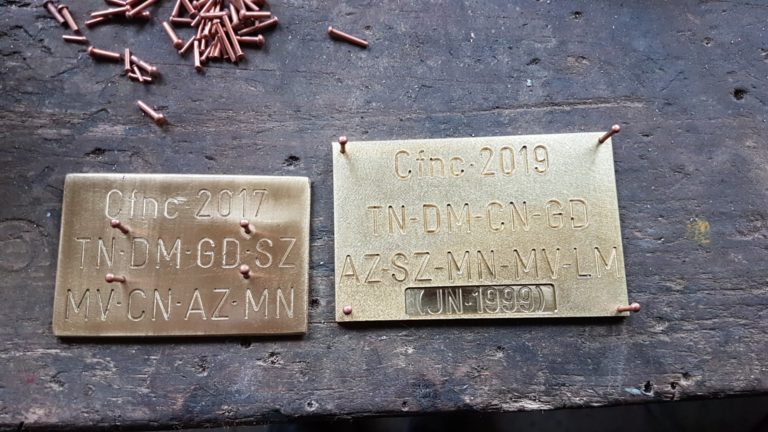 Cfnc-2017
TN-DM-GD-SZ
MV-CN-AZ-MN
Cfnc-2019
TN-DM-CN-GD
AZ-SZ-MN-MV-LM
(JN-1999)